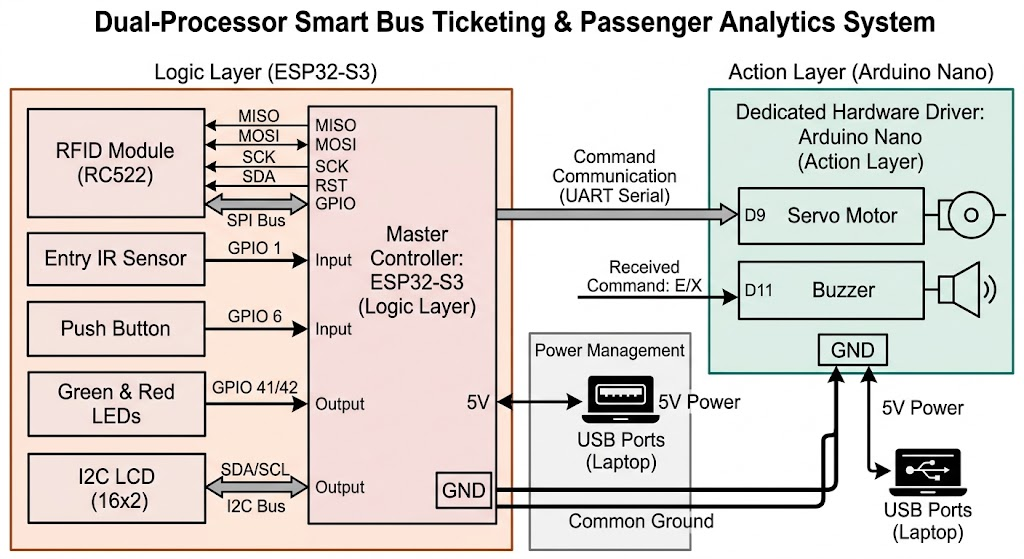 Dual-Processor Smart Bus Ticketing & Passenger Analytics System
Logic Layer (ESP32-S3)
RFID Module
(RC522)
MISO
MOSI
SCK
SDA
SPI Bus
MISO
MOSI
SCK
RST
GPIO
Entry IR Sensor
GPIO 1
Input
Push Button
GPIO 6
Input
Green & Red
LEDs
GPIO 41/42
Output
I2C LCD
(16x2)
SDA/SCL
I2C Bus
Output
Master
Controller:
ESP32-S3
(Logic Layer)
5V
GND
Command
Communication
(UART Serial)
Received
Command: E/X
Power Management
5V Power
USB Ports
(Laptop)
Common Ground
Action Layer (Arduino Nano)
Dedicated Hardware Driver:
Arduino Nano
(Action Layer)
D9
Servo Motor
D11
Buzzer
GND
5V Power
USB Ports
(Laptop)